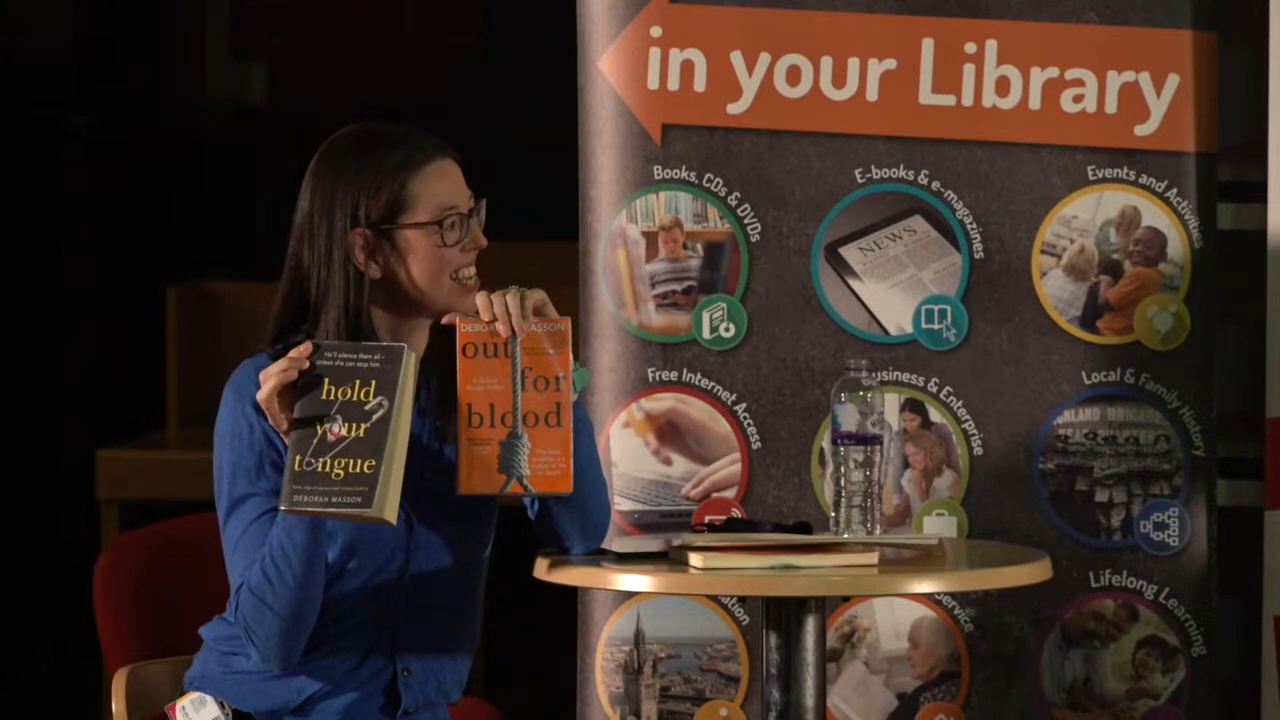 in your Library
Books, CDs & DVDs
E-books & e-magazines
Events and Activities
NEWS
Free Internet Access
Business & Enterprise
Local & Family History
Lifelong Learning
Service
He'll silence them all –
unless she can stop him . . .
hold
your
tongue
DEBORAH MASSON
DEBORAH MASSON
out
for
blood